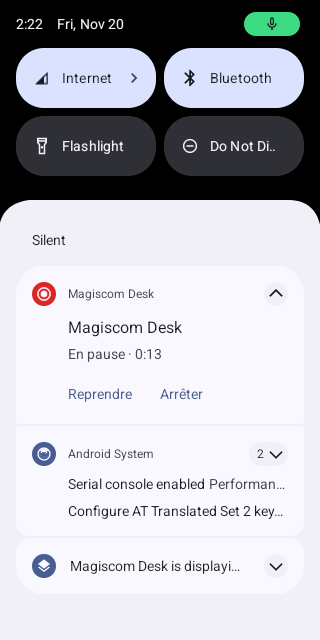 2:22 Fri, Nov 20
Internet
Bluetooth
Flashlight
Do Not Di..
Silent
Magiscom Desk
Magiscom Desk
En pause · 0:13
Reprendre Arrêter
Android System 2
Serial console enabled Performan...
Configure AT Translated Set 2 key...
Magiscom Desk is displayi...